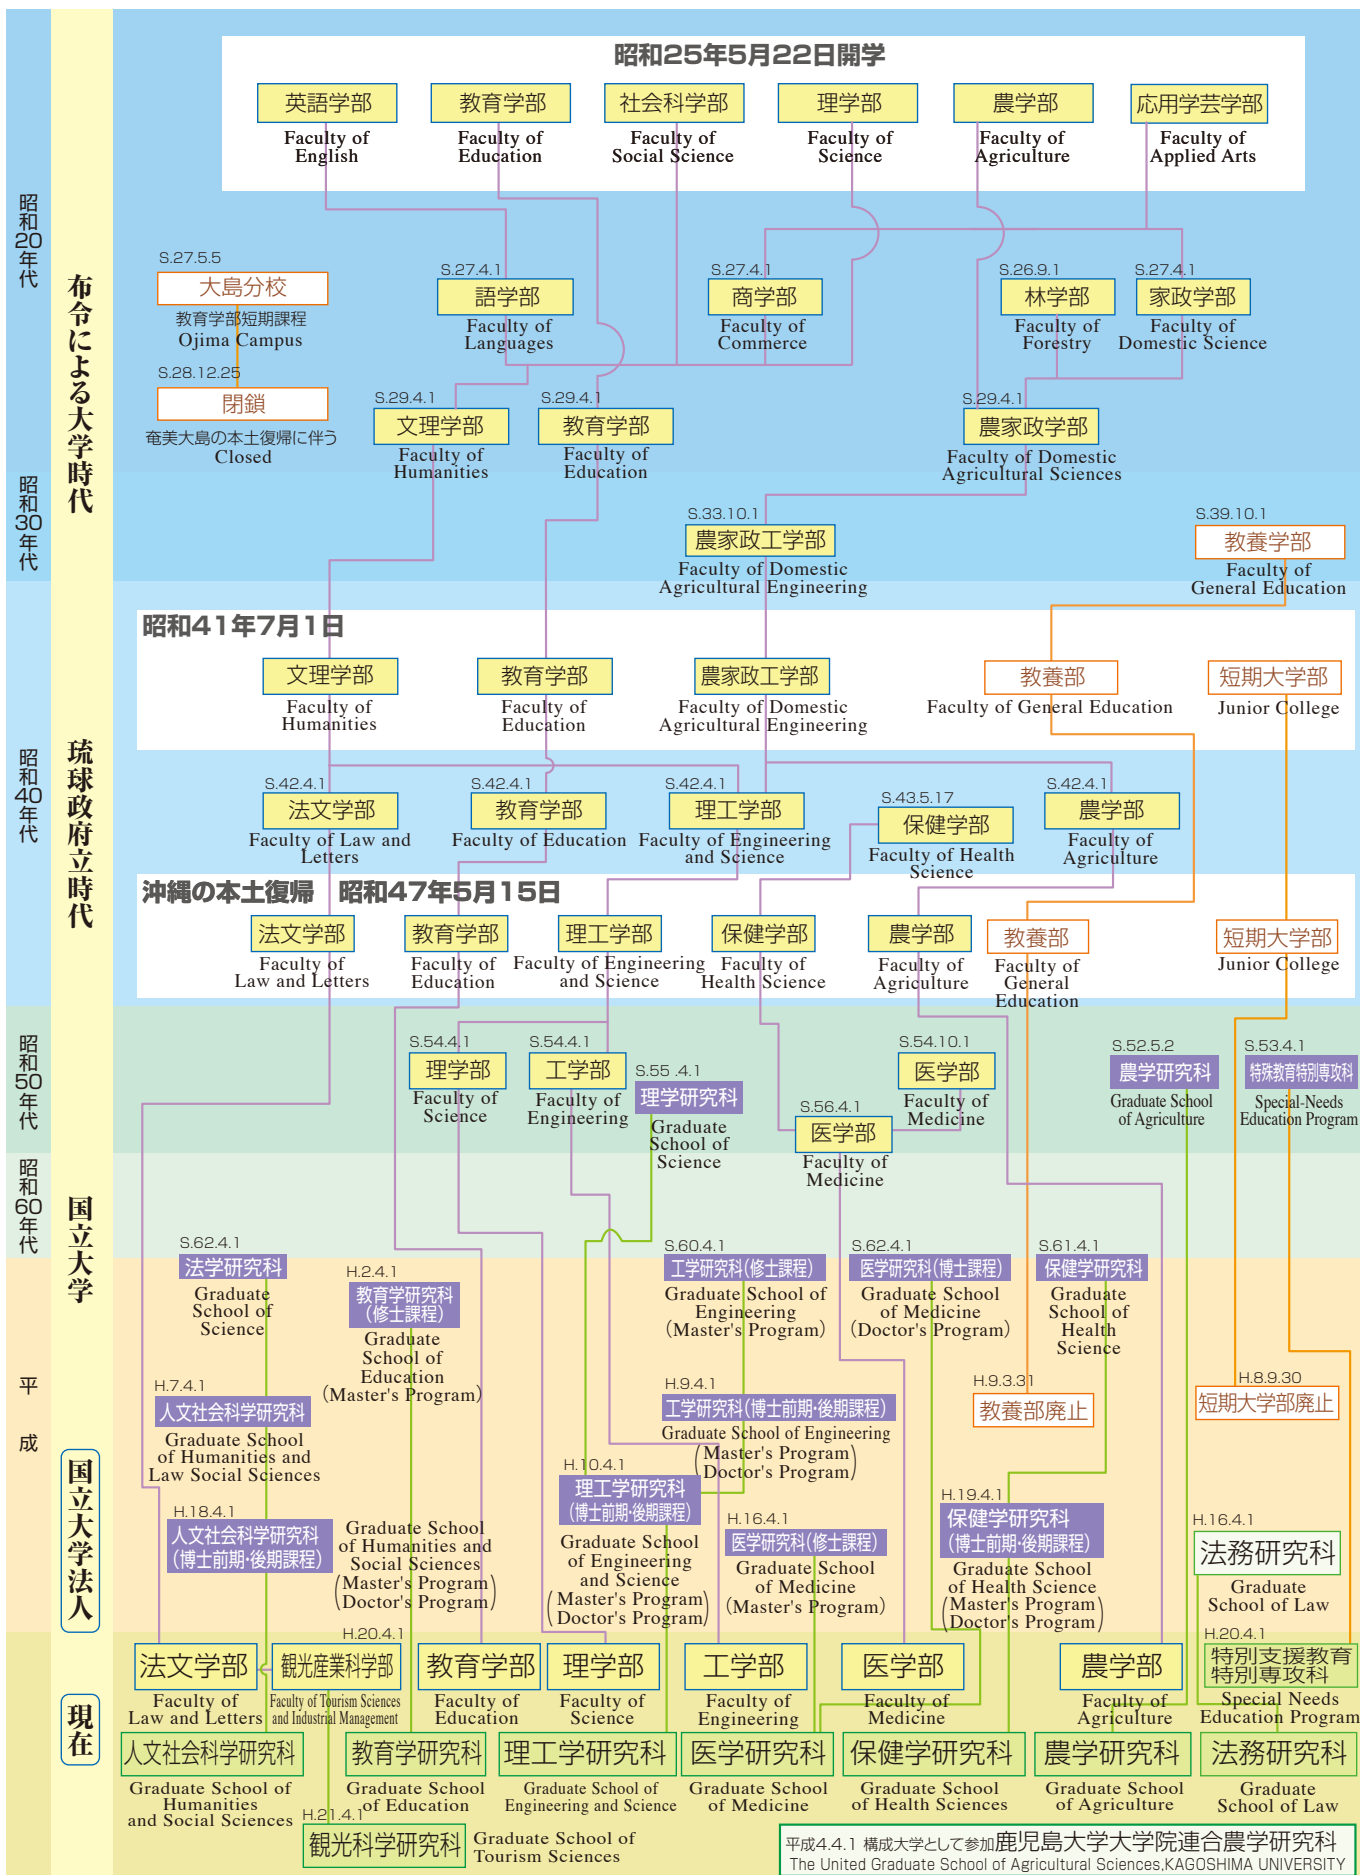 昭和20年代
昭和30年代
昭和40年代
昭和50年代
昭和60年代
平成
布令による大学時代
琉球政府立時代
国立大学
国立大学法人
現在
昭和25年5月22日開学
英語学部
Faculty of
English
教育学部
Faculty of
Education
社会科学部
Faculty of
Social Science
理学部
Faculty of
Science
農学部
Faculty of
Agriculture
応用学芸学部
Faculty of
Applied Arts
S.27.5.5
大島分校
教育学部短期課程
Ojima Campus
S.28.12.25
閉鎖
奄美大島の本土復帰に伴う
Closed
S.27.4.1
語学部
Faculty of
Languages
S.27.4.1
商学部
Faculty of
Commerce
S.26.9.1
林学部
Faculty of
Forestry
S.27.4.1
家政学部
Faculty of
Domestic Science
S.29.4.1
文理学部
Faculty of
Humanities
S.29.4.1
教育学部
Faculty of
Education
S.29.4.1
農家政学部
Faculty of Domestic
Agricultural Sciences
S.33.10.1
農家政工学部
Faculty of Domestic
Agricultural Engineering
S.39.10.1
教養学部
Faculty of
General Education
昭和41年7月1日
文理学部
Faculty of
Humanities
教育学部
Faculty of
Education
農家政工学部
Faculty of Domestic
Agricultural Engineering
教養部
Faculty of General Education
短期大学部
Junior College
S.42.4.1
法文学部
Faculty of Law and
Letters
S.42.4.1
教育学部
Faculty of Education
S.42.4.1
理工学部
Faculty of Engineering
and Science
S.43.5.17
保健学部
Faculty of Health
Science
S.42.4.1
農学部
Faculty of
Agriculture
沖縄の本土復帰　昭和47年5月15日
法文学部
Faculty of
Law and Letters
教育学部
Faculty of
Education
理工学部
Faculty of Engineering
and Science
保健学部
Faculty of
Health Science
農学部
Faculty of
Agriculture
教養部
Faculty of
General
Education
短期大学部
Junior College
S.54.4.1
理学部
Faculty of
Science
S.54.4.1
工学部
Faculty of
Engineering
S.55 .4.1
理学研究科
Graduate
School of
Science
S.54.10.1
医学部
Faculty of
Medicine
S.56.4.1
医学部
Faculty of
Medicine
S.52.5.2
農学研究科
Graduate School
of Agriculture
S.53.4.1
特殊教育特別専攻科
Special-Needs
Education Program
S.62.4.1
法学研究科
Graduate
School of
Science
H.2.4.1
教育学研究科
(修士課程)
Graduate
School of
Education
(Master's Program)
S.60.4.1
工学研究科(修士課程)
Graduate School of
Engineering
(Master's Program)
S.62.4.1
医学研究科(博士課程)
Graduate School
of Medicine
(Doctor's Program)
S.61.4.1
保健学研究科
Graduate
School of
Health
Science
H.7.4.1
人文社会科学研究科
Graduate School
of Humanities and
Law Social Sciences
H.9.4.1
工学研究科(博士前期・後期課程)
Graduate School of Engineering
(Master's Program)
(Doctor's Program)
H.9.3.31
教養部廃止
H.8.9.30
短期大学部廃止
H.10.4.1
理工学研究科
(博士前期・後期課程)
Graduate School
of Engineering
and Science
(Master's Program)
(Doctor's Program)
H.18.4.1
人文社会科学研究科
(博士前期・後期課程)
Graduate School
of Humanities and
Social Sciences
(Master's Program)
(Doctor's Program)
H.16.4.1
医学研究科(修士課程)
Graduate School
of Medicine
(Master's Program)
H.19.4.1
保健学研究科
(博士前期・後期課程)
Graduate School
of Health Science
(Master's Program)
(Doctor's Program)
H.16.4.1
法務研究科
Graduate
School of Law
法文学部
Faculty of
Law and Letters
H.20.4.1
観光産業科学部
Faculty of Tourism Sciences
and Industrial Management
教育学部
Faculty of
Education
理学部
Faculty of
Science
工学部
Faculty of
Engineering
医学部
Faculty of
Medicine
農学部
Faculty of
Agriculture
H.20.4.1
特別支援教育
特別専攻科
Special Needs
Education Program
人文社会科学研究科
Graduate School of
Humanities
and Social Sciences
教育学研究科
Graduate School
of Education
理工学研究科
Graduate School of
Engineering and Science
医学研究科
Graduate School
of Medicine
保健学研究科
Graduate School
of Health Sciences
農学研究科
Graduate School
of Agriculture
法務研究科
Graduate
School of Law
H.21.4.1
観光科学研究科
Graduate School of
Tourism Sciences
平成4.4.1 構成大学として参加鹿児島大学大学院連合農学研究科
The United Graduate School of Agricultural Sciences,KAGOSHIMA UNIVERSITY